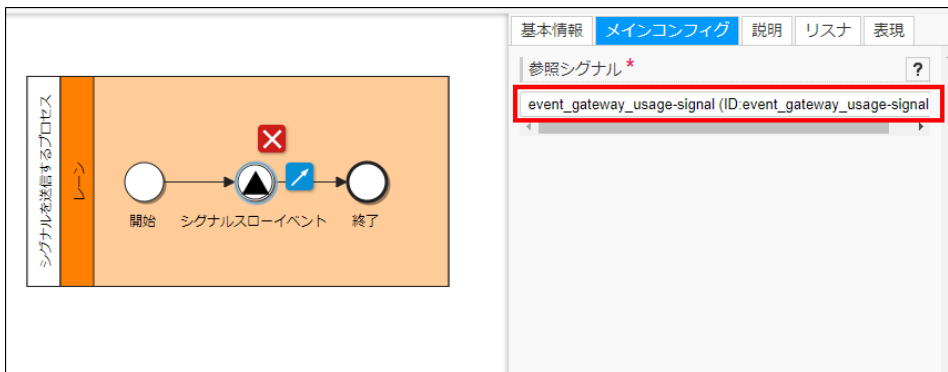 基本情報 メインコンフィグ 説明 リスナ 表現
参照シグナル * ?
event_gateway_usage-signal (ID:event_gateway_usage-signal
シグナルを送信するプロセス
レーン
開始 シグナルスローイベント 終了